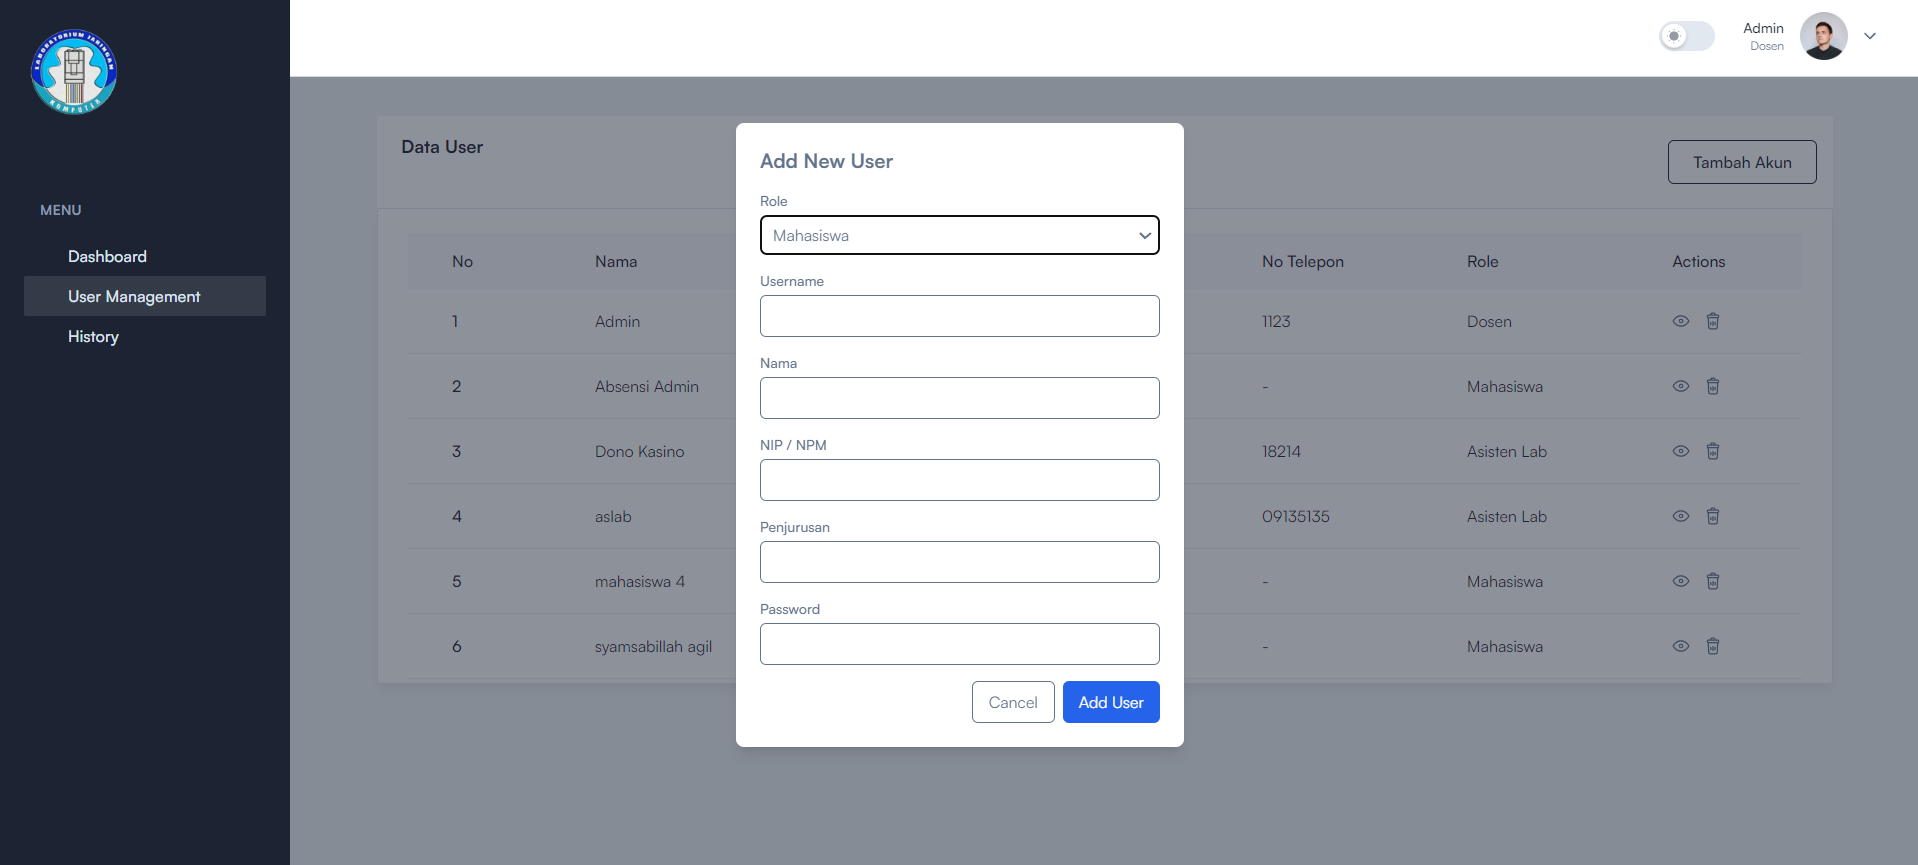 LABORATORIUM JARINGAN
KOMPUTER
Admin
Dosen
MENU
Dashboard
User Management
History
Data User
Tambah Akun
No Nama No Telepon Role Actions
1 Admin 1123 Dosen
2 Absensi Admin - Mahasiswa
3 Dono Kasino 18214 Asisten Lab
4 aslab 09135135 Asisten Lab
5 mahasiswa 4 - Mahasiswa
6 syamsabillah agil - Mahasiswa
Add New User
Role
Mahasiswa
Username
Nama
NIP / NPM
Penjurusan
Password
Cancel Add User